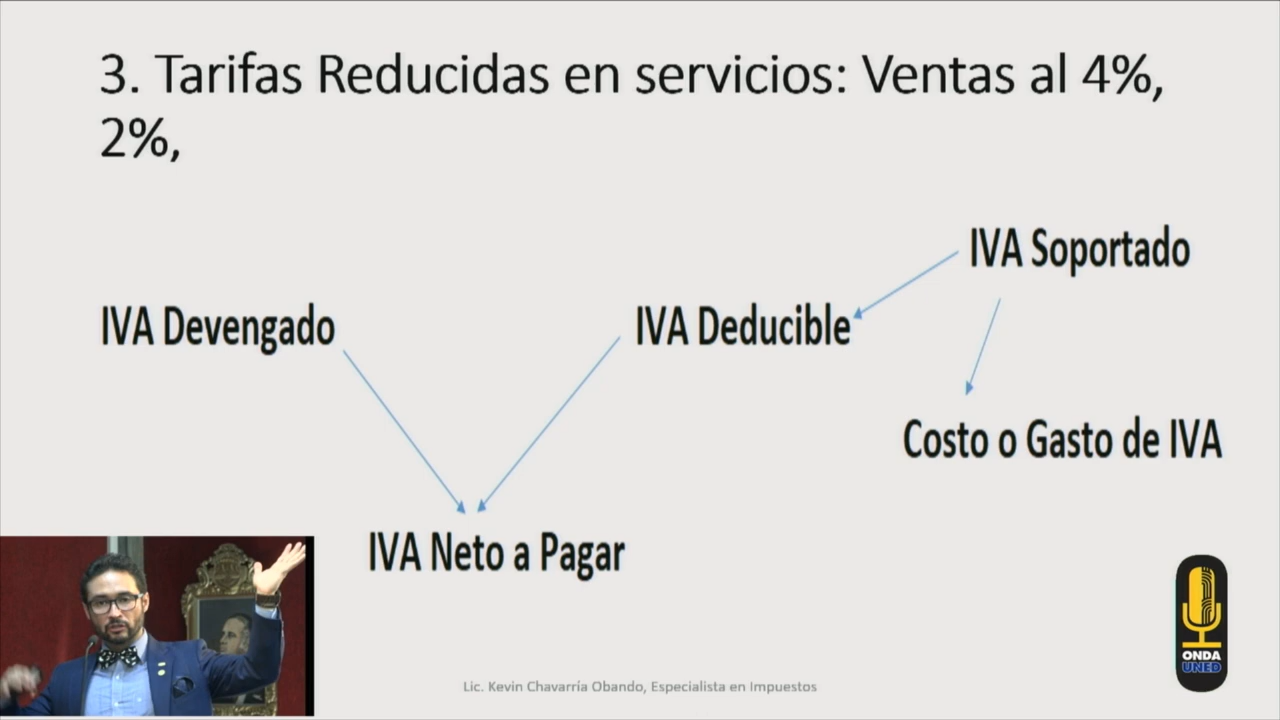 3. Tarifas Reducidas en servicios: Ventas al 4%,
2%,
IVA Soportado
IVA Devengado
IVA Deducible
Costo o Gasto de IVA
IVA Neto a Pagar
Lic. Kevin Chavarría Obando, Especialista en Impuestos
ONDA
UNED